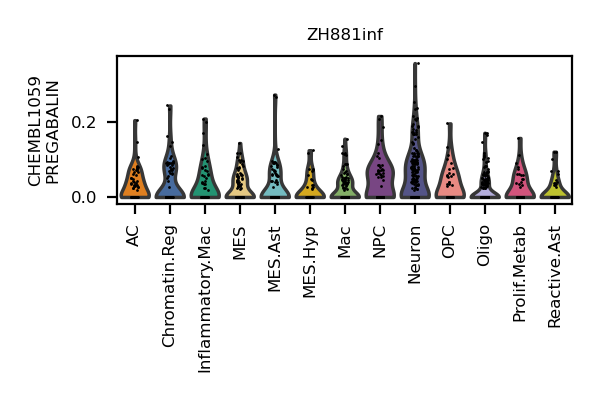 ZH881inf
CHEMBL1059
PREGABALIN
0.2
0.0
AC
Chromatin.Reg
Inflammatory.Mac
MES
MES.Ast
MES.Hyp
Mac
NPC
Neuron
OPC
Oligo
Prolif.Metab
Reactive.Ast